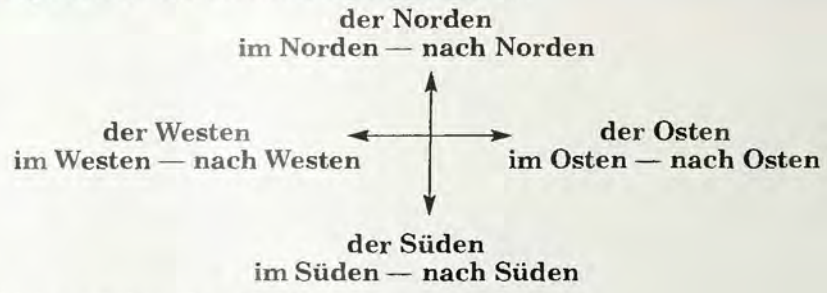 der Norden
im Norden — nach Norden
der Westen
im Westen — nach Westen
der Osten
im Osten — nach Osten
der Süden
im Süden — nach Süden